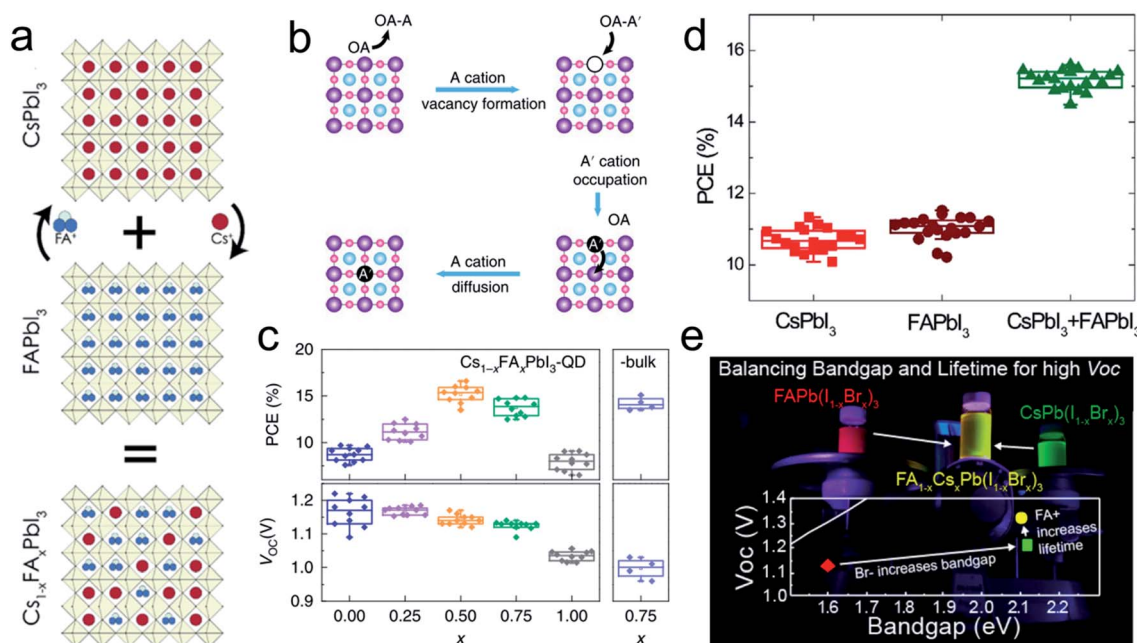 a
CsPbI₃
FA⁺
Cs⁺
FAPbI₃
Cs₁₋ₓFAₓPbI₃
b
OA-A
OA
A cation
vacancy formation
OA-A′
A′ cation
occupation
OA
A′
A cation
diffusion
A′
c
Cs₁₋ₓFAₓPbI₃-QD
-bulk
PCE (%)
20
15
10
V_OC(V)
1.2
1.1
1.0
0.9
0.00
0.25
0.50
0.75
1.00
0.75
x
x
d
PCE (%)
16
14
12
10
CsPbI₃
FAPbI₃
CsPbI₃+FAPbI₃
e
Balancing Bandgap and Lifetime for high Voc
FAPb(I₁₋ₓBrₓ)₃
CsPb(I₁₋ₓBrₓ)₃
FA₁₋ₓCsₓPb(I₁₋ₓBrₓ)₃
Voc (V)
1.4
1.3
1.2
1.1
1.0
FA+
increases
lifetime
Br- increases bandgap
1.6
1.7
1.8
1.9
2.0
2.1
2.2
Bandgap (eV)